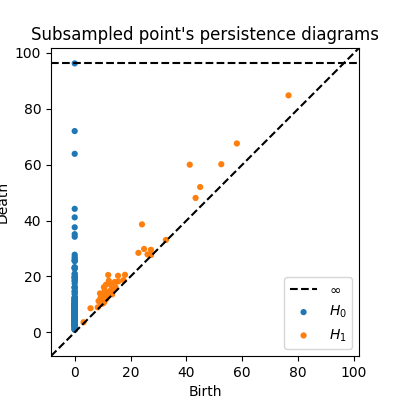 Subsampled point's persistence diagrams
100
80
60
40
20
0
Death
∞
H0
H1
0 20 40 60 80 100
Birth